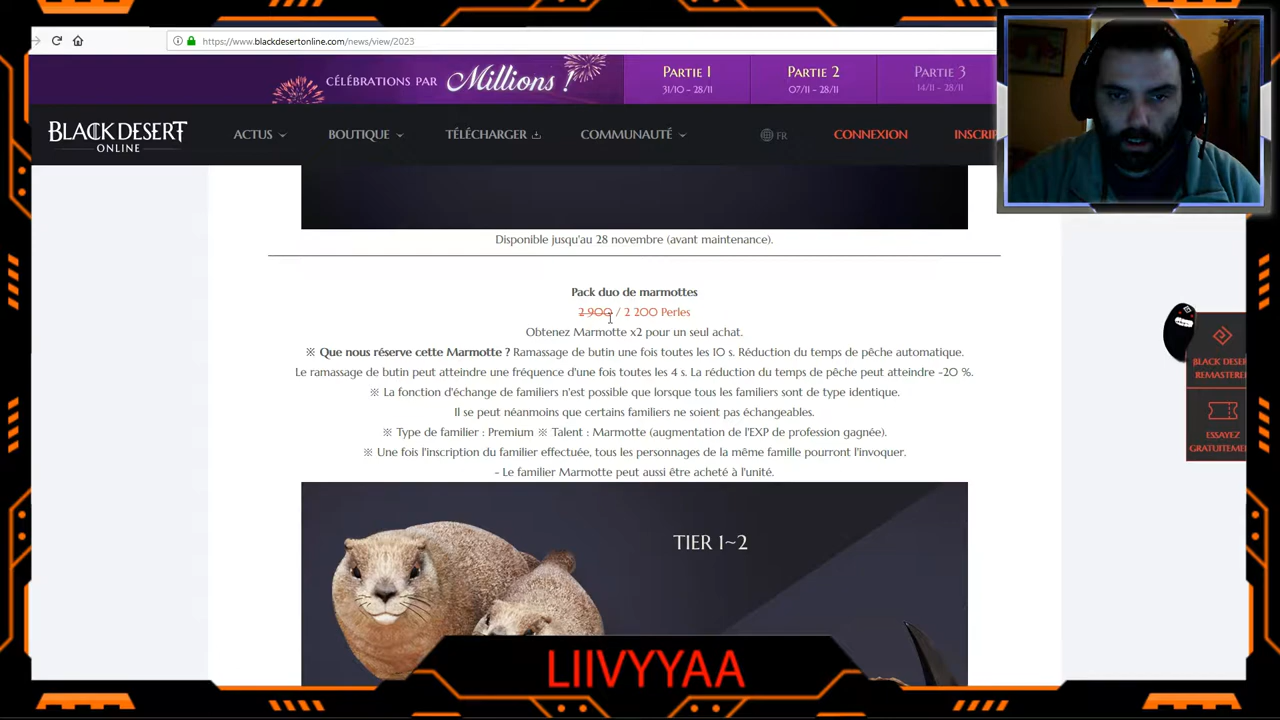 https://www.blackdesertonline.com/news/view/2023
CÉLÉBRATIONS PAR Millions !
PARTIE 1
31/10 - 28/11
PARTIE 2
07/11 - 28/11
PARTIE 3
14/11 - 28/11
BLACK DESERT
ONLINE
ACTUS
BOUTIQUE
TÉLÉCHARGER
COMMUNAUTÉ
FR
CONNEXION
INSCRIP
Disponible jusqu'au 28 novembre (avant maintenance).
Pack duo de marmottes
2 900 / 2 200 Perles
Obtenez Marmotte x2 pour un seul achat.
※ Que nous réserve cette Marmotte ? Ramassage de butin une fois toutes les 10 s. Réduction du temps de pêche automatique.
Le ramassage de butin peut atteindre une fréquence d'une fois toutes les 4 s. La réduction du temps de pêche peut atteindre -20 %.
※ La fonction d'échange de familiers n'est possible que lorsque tous les familiers sont de type identique.
Il se peut néanmoins que certains familiers ne soient pas échangeables.
※ Type de familier : Premium ※ Talent : Marmotte (augmentation de l'EXP de profession gagnée).
※ Une fois l'inscription du familier effectuée, tous les personnages de la même famille pourront l'invoquer.
- Le familier Marmotte peut aussi être acheté à l'unité.
BLACK DESER
REMASTERE
ESSAYEZ
GRATUITEME
TIER 1~2
LIIVYYAA